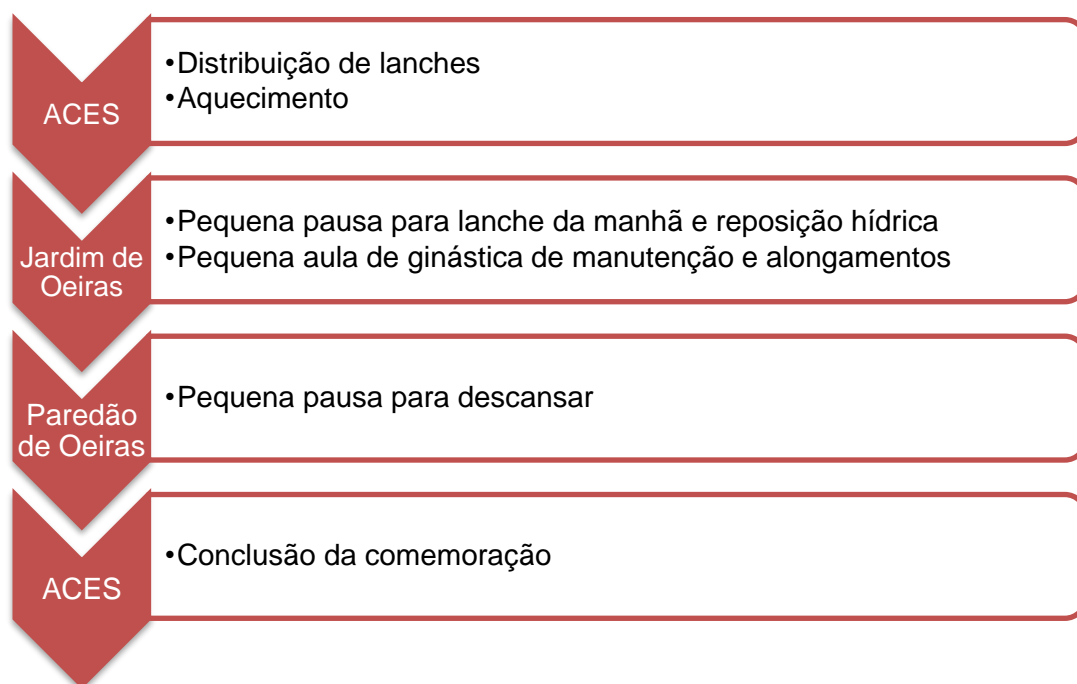 ACES
•Distribuição de lanches
•Aquecimento
Jardim de
Oeiras
•Pequena pausa para lanche da manhã e reposição hídrica
•Pequena aula de ginástica de manutenção e alongamentos
Paredão
de Oeiras
•Pequena pausa para descansar
ACES
•Conclusão da comemoração